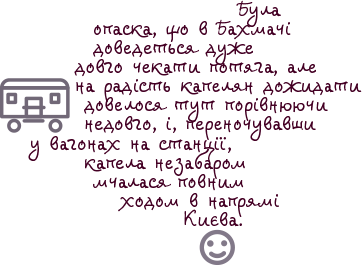 Була
опаска, що в Бахмачі
доведеться дуже
довго чекати потяга, але
на радість капелян дожидати
довелося тут порівнюючи
недовго, і, переночувавши
у вагонах на станції,
капела незабаром
мчалася повним
ходом в напрямі
Києва.